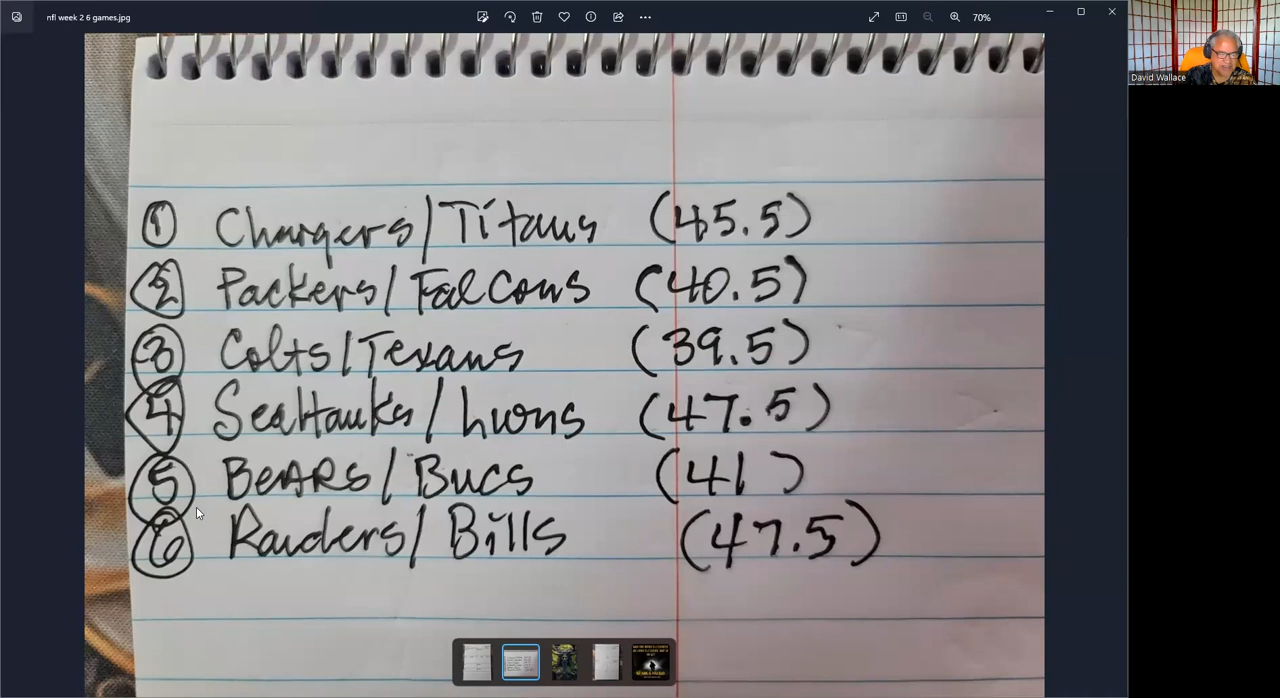 nfl week 2 6 games.jpg
70%
David Wallace
① Chargers/Titans (45.5)
② Packers/Falcons (40.5)
③ Colts/Texans (39.5)
④ SeaHawks/Lions (47.5)
⑤ BeARS/Bucs (41)
⑥ Raiders/Bills (47.5)